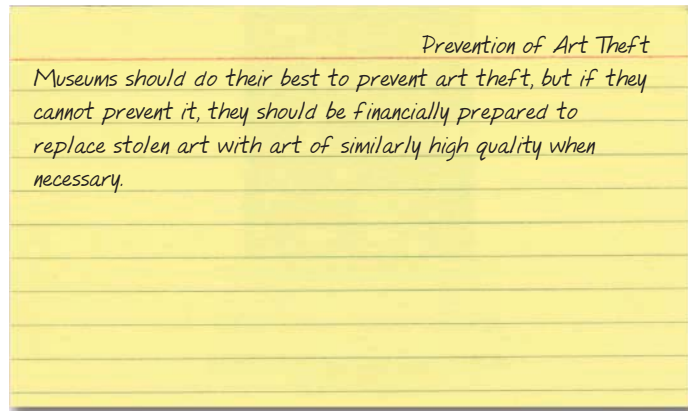 Prevention of Art Theft
Museums should do their best to prevent art theft, but if they
cannot prevent it, they should be financially prepared to
replace stolen art with art of similarly high quality when
necessary.